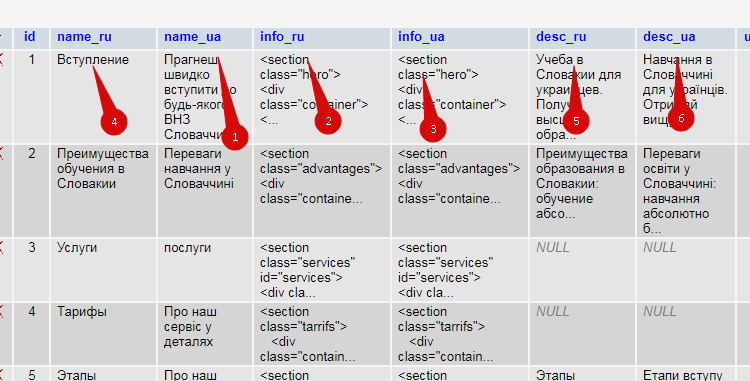 id
name_ru
name_ua
info_ru
info_ua
desc_ru
desc_ua
1
Вступление
Прагнеш
швидко
вступити
будь-якого
ВНЗ
<section
class="hero">
<div
class="container">
<...
<section
class="hero">
<div
class="container">
<...
Учеба в
Словакии для
украинцев.
обра...
Навчання в
Словаччині
для українців.
4
1
2
3
5
6
2
Преимущества
обучения в
Словакии
Переваги
навчання у
Словаччині
<section
class="advantages">
<div
class="containe...
<section
class="advantages">
<div
class="containe...
Преимущества
образования в
Словакии:
обучение
абсо...
Переваги
освіти у
Словаччині:
навчання
абсолютно
б...
3
Услуги
послуги
<section
class="services"
id="services">
<div cla...
<section
class="services"
id="services">
<div cla...
NULL
NULL
4
Тарифы
Про наш
сервіс у
деталях
<section
class="tarrifs">
<div
class="contain...
<section
class="tarrifs">
<div
class="contain...
NULL
NULL
5
Этапы
Про наш
<section
<section
Этапы
Етапи вступу